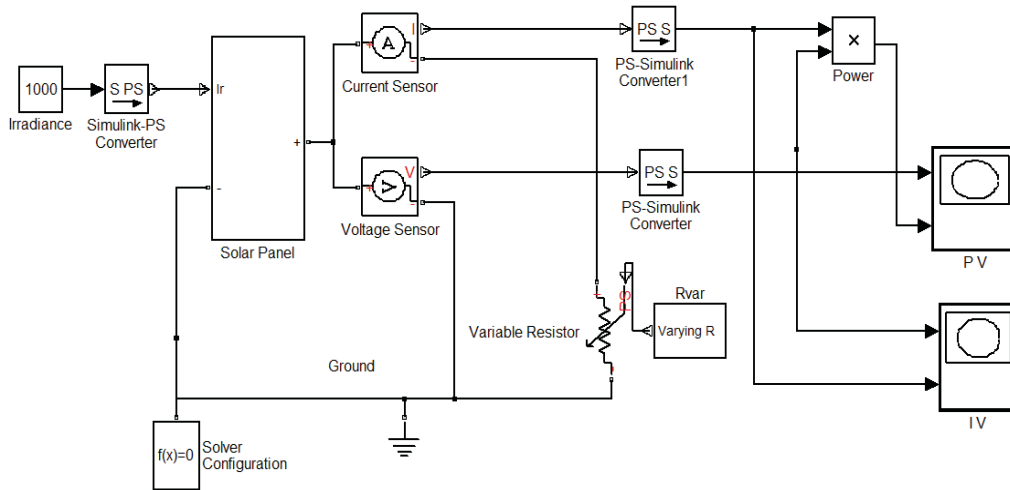 I
PS S
×
A
+
-
Current Sensor
PS-Simulink
Converter1
Power
1000
S PS
Ir
Irradiance
Simulink-PS
Converter
+
-
Solar Panel
V
+
-
V
PS S
Voltage Sensor
PS-Simulink
Converter
P V
+
PS
Rvar
Variable Resistor
Varying R
-
Ground
I V
f(x)=0
Solver
Configuration